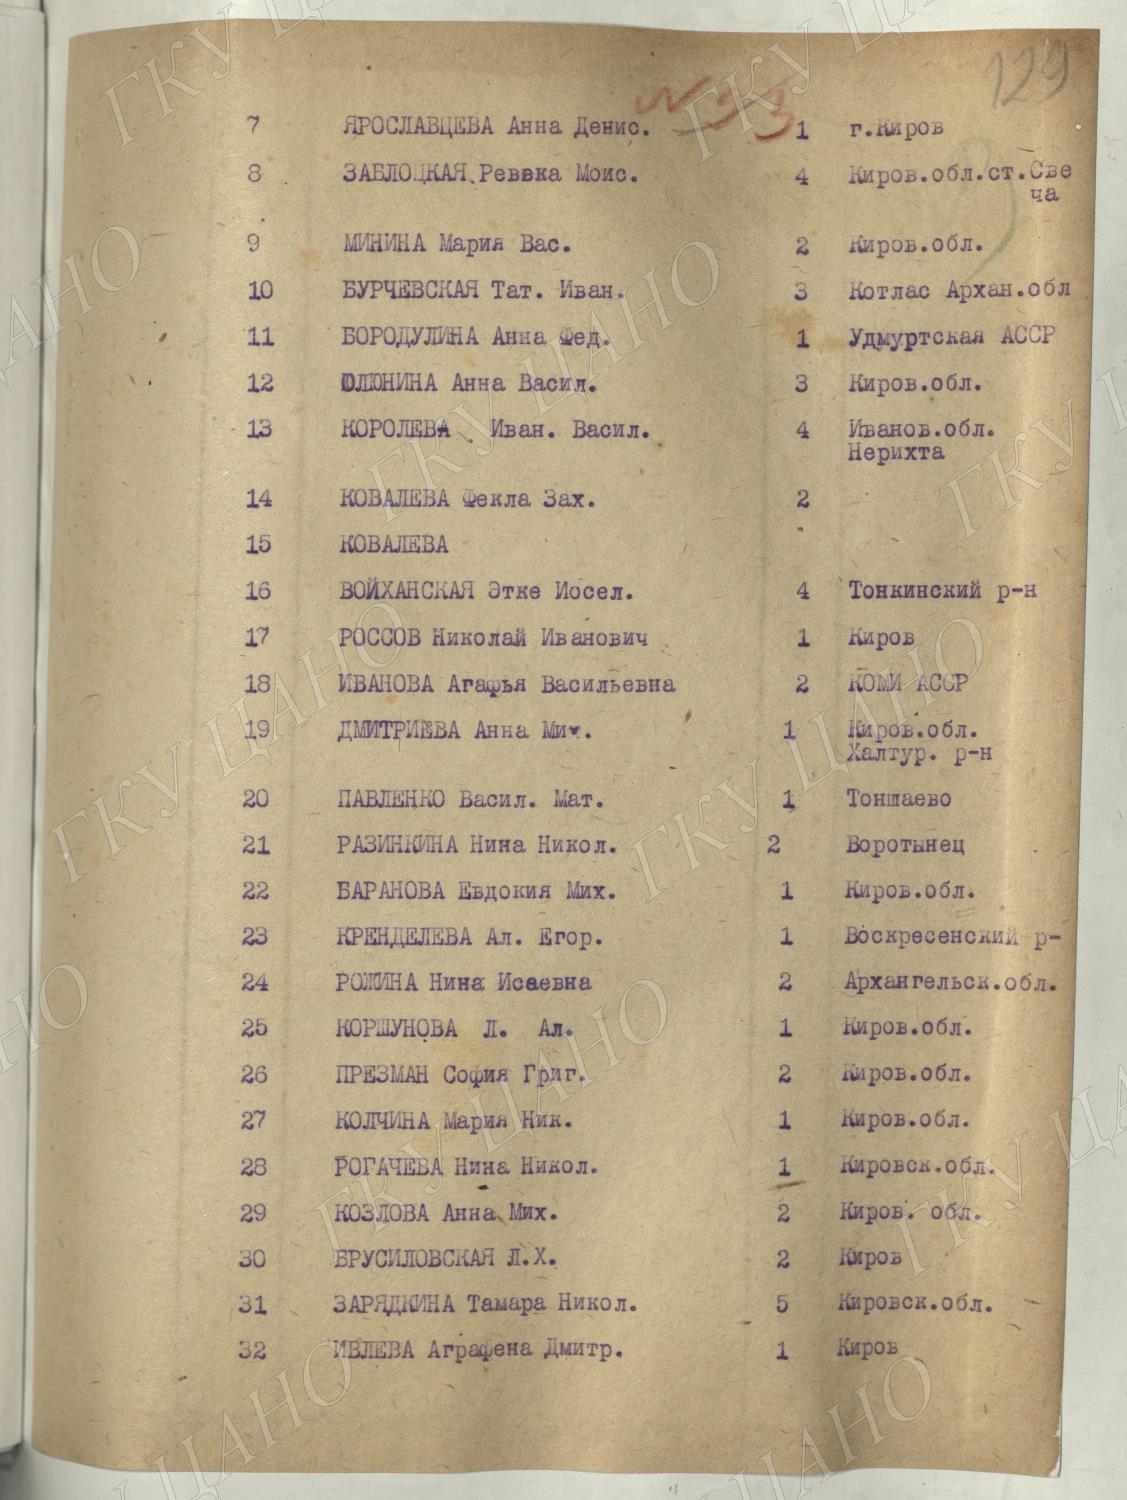 129
№ 33
7 ЯРОСЛАВЦЕВА Анна Денис. 1 г.Киров
8 ЗАБЛОЦКАЯ Реввка Моис. 4 Киров.обл.ст.Све
ча
9 МИНИНА Мария Вас. 2 Киров.обл.
10 БУРЧЕВСКАЯ Тат. Иван. 3 Котлас Архан.обл
11 БОРОДУЛИНА Анна Фед. 1 Удмуртская АССР
12 ЮЛЮНИНА Анна Васил. 3 Киров.обл.
13 КОРОЛЕВА Иван. Васил. 4 Иванов.обл.
Нерихта
14 КОВАЛЕВА Фекла Зах. 2
15 КОВАЛЕВА
16 ВОЙХАНСКАЯ Этке Иосел. 4 Тонкинский р-н
17 РОССОВ Николай Иванович 1 Киров
18 ИВАНОВА Агафья Васильевна 2 КОМИ АССР
19 ДМИТРИЕВА Анна Мих. 1 Киров.обл.
Халтур. р-н
20 ПАВЛЕНКО Васил. Мат. 1 Тоншаево
21 РАЗИНКИНА Нина Никол. 2 Воротынец
22 БАРАНОВА Евдокия Мих. 1 Киров.обл.
23 КРЕНДЕЛЕВА Ал. Егор. 1 Воскресенский р-
24 РОЖИНА Нина Исаевна 2 Архангельск.обл.
25 КОРШУНОВА Л. Ал. 1 Киров.обл.
26 ПРЕЗМАН София Григ. 2 Киров.обл.
27 КОЛЧИНА Мария Ник. 1 Киров.обл.
28 РОГАЧЕВА Нина Никол. 1 Кировск.обл.
29 КОЗЛОВА Анна Мих. 2 Киров. обл.
30 БРУСИЛОВСКАЯ Л.Х. 2 Киров
31 ЗАРЯДКИНА Тамара Никол. 5 Кировск.обл.
32 ИВЛЕВА Аграфена Дмитр. 1 Киров